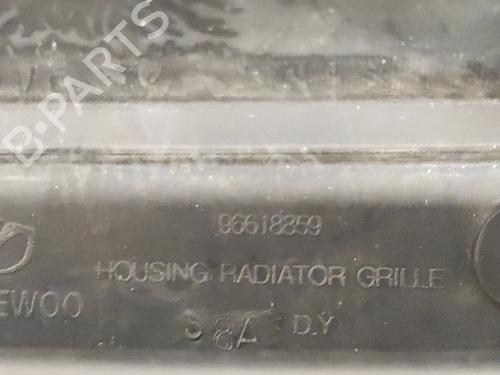 B-PARTS
96618859
HOUSING RADIATOR GRILLE
EWOO
D.Y